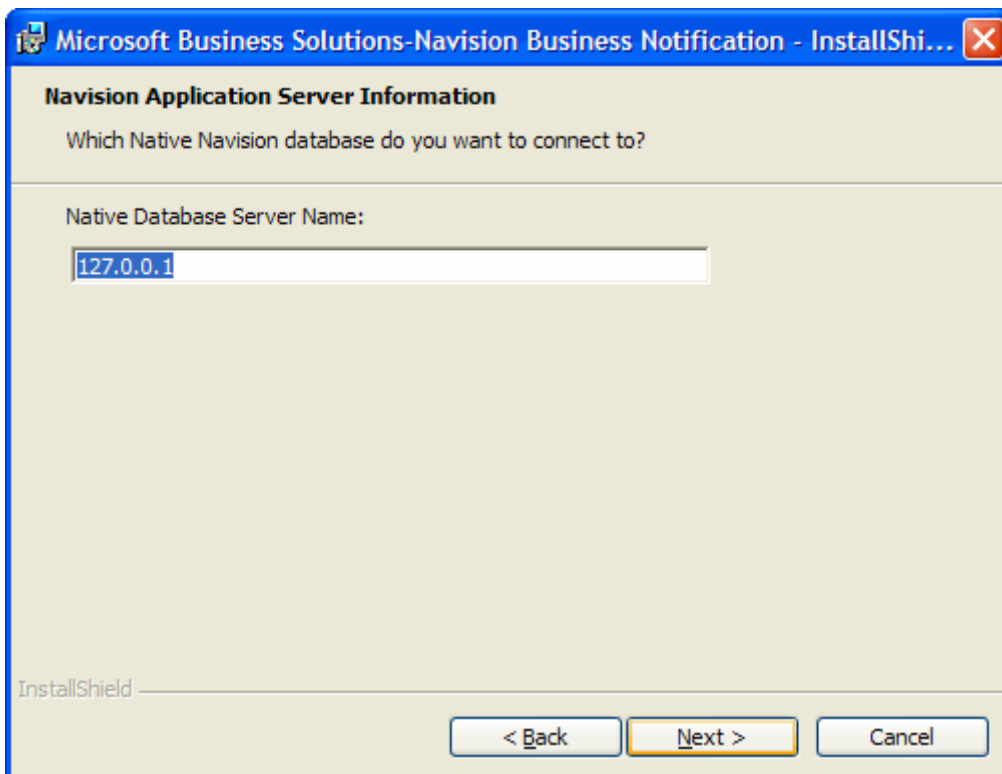 Microsoft Business Solutions-Navision Business Notification - InstallShi...
Navision Application Server Information
Which Native Navision database do you want to connect to?
Native Database Server Name:
127.0.0.1
InstallShield
< Back Next > Cancel